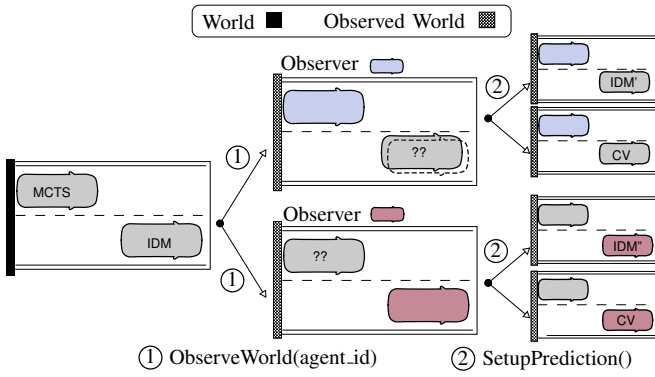 World Observed World
Observer
②
IDM'
①
MCTS
??
CV
IDM
Observer
①
??
②
IDM"
CV
① ObserveWorld(agent_id)
② SetupPrediction()